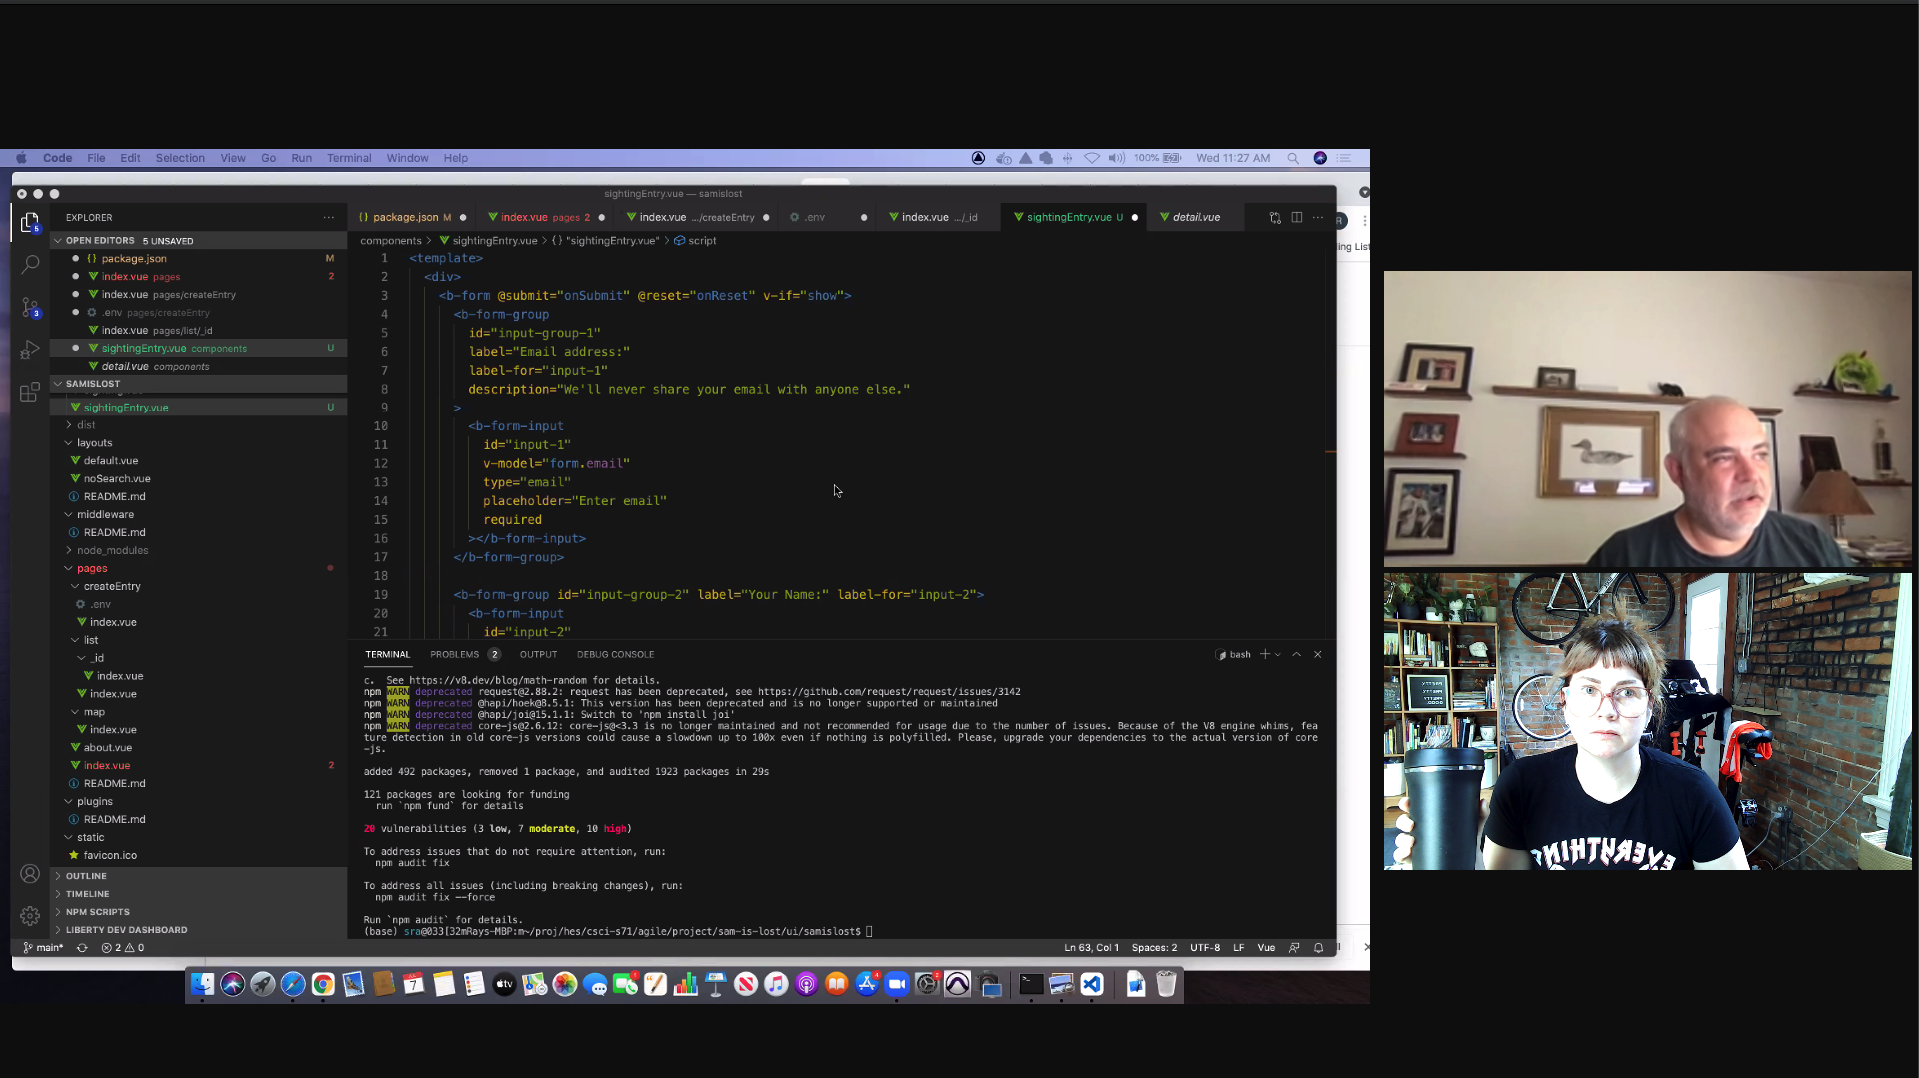 Code File Edit Selection View Go Run Terminal Window Help
100% Wed 11:27 AM
sightingEntry.vue — samislost
EXPLORER
package.json M
index.vue pages 2
index.vue .../createEntry
.env
index.vue .../_id
sightingEntry.vue U
detail.vue
OPEN EDITORS 5 UNSAVED
package.json M
index.vue pages 2
index.vue pages/createEntry
.env pages/createEntry
index.vue pages/list/_id
sightingEntry.vue components U
detail.vue components
SAMISLOST
sightingEntry.vue U
dist
layouts
default.vue
noSearch.vue
README.md
middleware
README.md
node_modules
pages
createEntry
.env
index.vue
list
_id
index.vue
index.vue
map
index.vue
about.vue
index.vue 2
README.md
plugins
README.md
static
favicon.ico
OUTLINE
TIMELINE
NPM SCRIPTS
LIBERTY DEV DASHBOARD
components > sightingEntry.vue > {} "sightingEntry.vue" > script
1 <template>
2 <div>
3 <b-form @submit="onSubmit" @reset="onReset" v-if="show">
4 <b-form-group
5 id="input-group-1"
6 label="Email address:"
7 label-for="input-1"
8 description="We'll never share your email with anyone else."
9 >
10 <b-form-input
11 id="input-1"
12 v-model="form.email"
13 type="email"
14 placeholder="Enter email"
15 required
16 ></b-form-input>
17 </b-form-group>
18
19 <b-form-group id="input-group-2" label="Your Name:" label-for="input-2">
20 <b-form-input
21 id="input-2"
TERMINAL PROBLEMS 2 OUTPUT DEBUG CONSOLE bash
c. See https://v8.dev/blog/math-random for details.
npm WARN deprecated request@2.88.2: request has been deprecated, see https://github.com/request/request/issues/3142
npm WARN deprecated @hapi/hoek@8.5.1: This version has been deprecated and is no longer supported or maintained
npm WARN deprecated @hapi/joi@15.1.1: Switch to 'npm install joi'
npm WARN deprecated core-js@2.6.12: core-js@<3.3 is no longer maintained and not recommended for usage due to the number of issues. Because of the V8 engine whims, fea
ture detection in old core-js versions could cause a slowdown up to 100x even if nothing is polyfilled. Please, upgrade your dependencies to the actual version of core
-js.
added 492 packages, removed 1 package, and audited 1923 packages in 29s
121 packages are looking for funding
run `npm fund` for details
20 vulnerabilities (3 low, 7 moderate, 10 high)
To address issues that do not require attention, run:
npm audit fix
To address all issues (including breaking changes), run:
npm audit fix --force
Run `npm audit` for details.
(base) sra@033[32mRays-MBP:m~/proj/hes/csci-s71/agile/project/sam-is-lost/ui/samislost$
main* 2 0
Ln 63, Col 1 Spaces: 2 UTF-8 LF Vue
5
3
R
ing List
7
tv
EVERYTHING